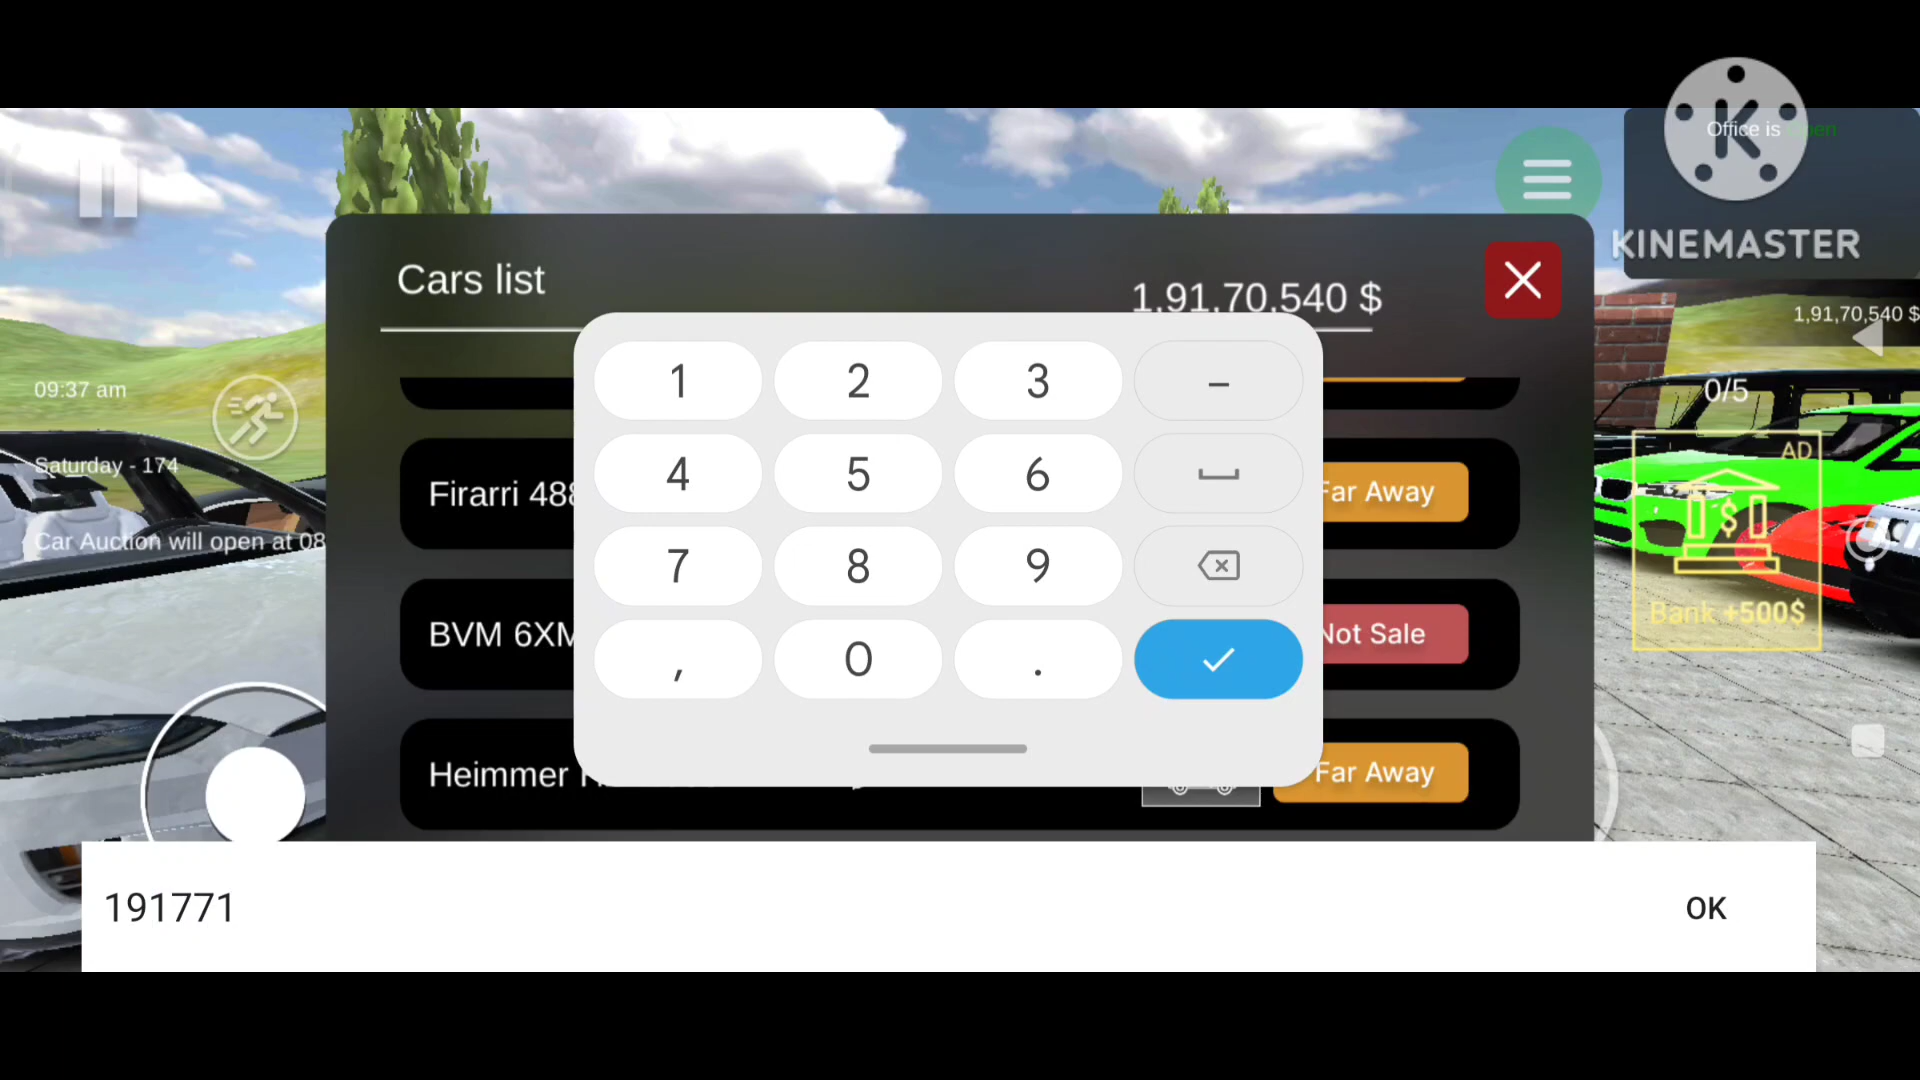 Office is Open
KINEMASTER
Cars list
1,91,70,540 $
1,91,70,540 $
09:37 am
0/5
Saturday - 174
AD
Car Auction will open at 08
$
Bank +500$
Firarri 488
Far Away
BVM 6XM
Not Sale
Heimmer
Far Away
1 2 3 –
4 5 6
7 8 9
, 0 .
191771
OK